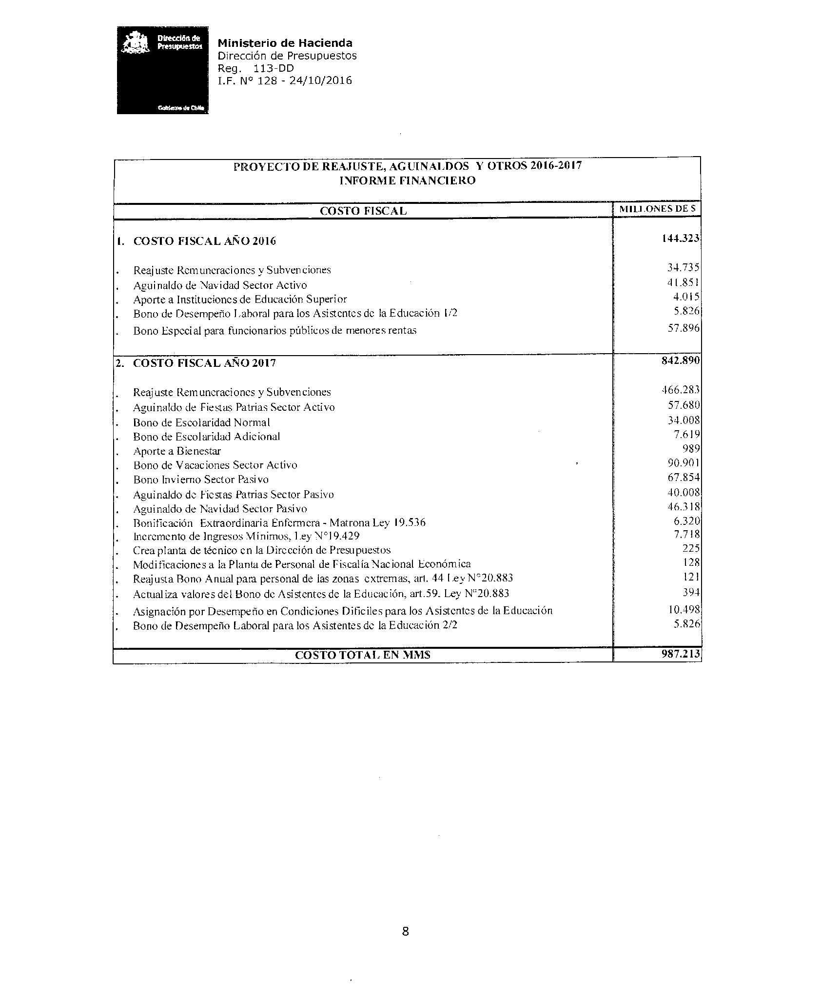 Dirección de
Presupuestos
Gobierno de Chile
Ministerio de Hacienda
Dirección de Presupuestos
Reg. 113-DD
I.F. N° 128 - 24/10/2016
PROYECTO DE REAJUSTE, AGUINALDOS Y OTROS 2016-2017
INFORME FINANCIERO
COSTO FISCAL MILLONES DE $
1. COSTO FISCAL AÑO 2016 144.323
. Reajuste Remuneraciones y Subvenciones 34.735
. Aguinaldo de Navidad Sector Activo 41.851
. Aporte a Instituciones de Educación Superior 4.015
. Bono de Desempeño Laboral para los Asistentes de la Educación 1/2 5.826
. Bono Especial para funcionarios públicos de menores rentas 57.896
2. COSTO FISCAL AÑO 2017 842.890
. Reajuste Remuneraciones y Subvenciones 466.283
. Aguinaldo de Fiestas Patrias Sector Activo 57.680
. Bono de Escolaridad Normal 34.008
. Bono de Escolaridad Adicional 7.619
. Aporte a Bienestar 989
. Bono de Vacaciones Sector Activo 90.901
. Bono Invierno Sector Pasivo 67.854
. Aguinaldo de Fiestas Patrias Sector Pasivo 40.008
. Aguinaldo de Navidad Sector Pasivo 46.318
. Bonificación Extraordinaria Enfermera - Matrona Ley 19.536 6.320
. Incremento de Ingresos Mínimos, Ley N°19.429 7.718
. Crea planta de técnico en la Dirección de Presupuestos 225
. Modificaciones a la Planta de Personal de Fiscalía Nacional Económica 128
. Reajusta Bono Anual para personal de las zonas extremas, art. 44 Ley N°20.883 121
. Actualiza valores del Bono de Asistentes de la Educación, art.59. Ley N°20.883 394
. Asignación por Desempeño en Condiciones Dificiles para los Asistentes de la Educación 10.498
. Bono de Desempeño Laboral para los Asistentes de la Educación 2/2 5.826
COSTO TOTAL EN MM$ 987.213
8